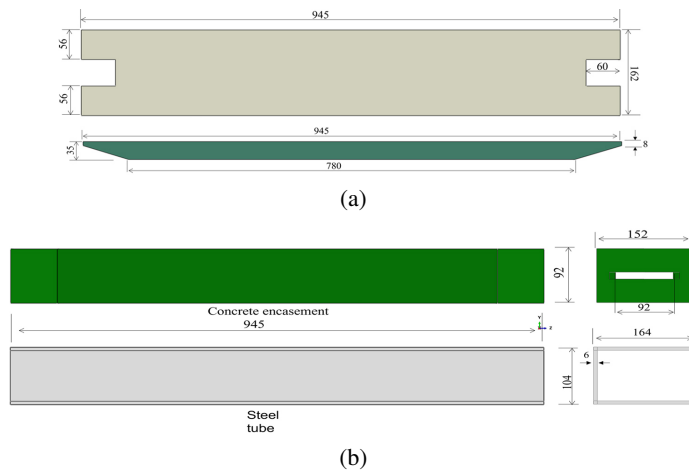 945
56
60
162
56
945
35
8
780
(a)
152
92
Concrete encasement
92
945
Y
z
164
6
104
Steel
tube
(b)